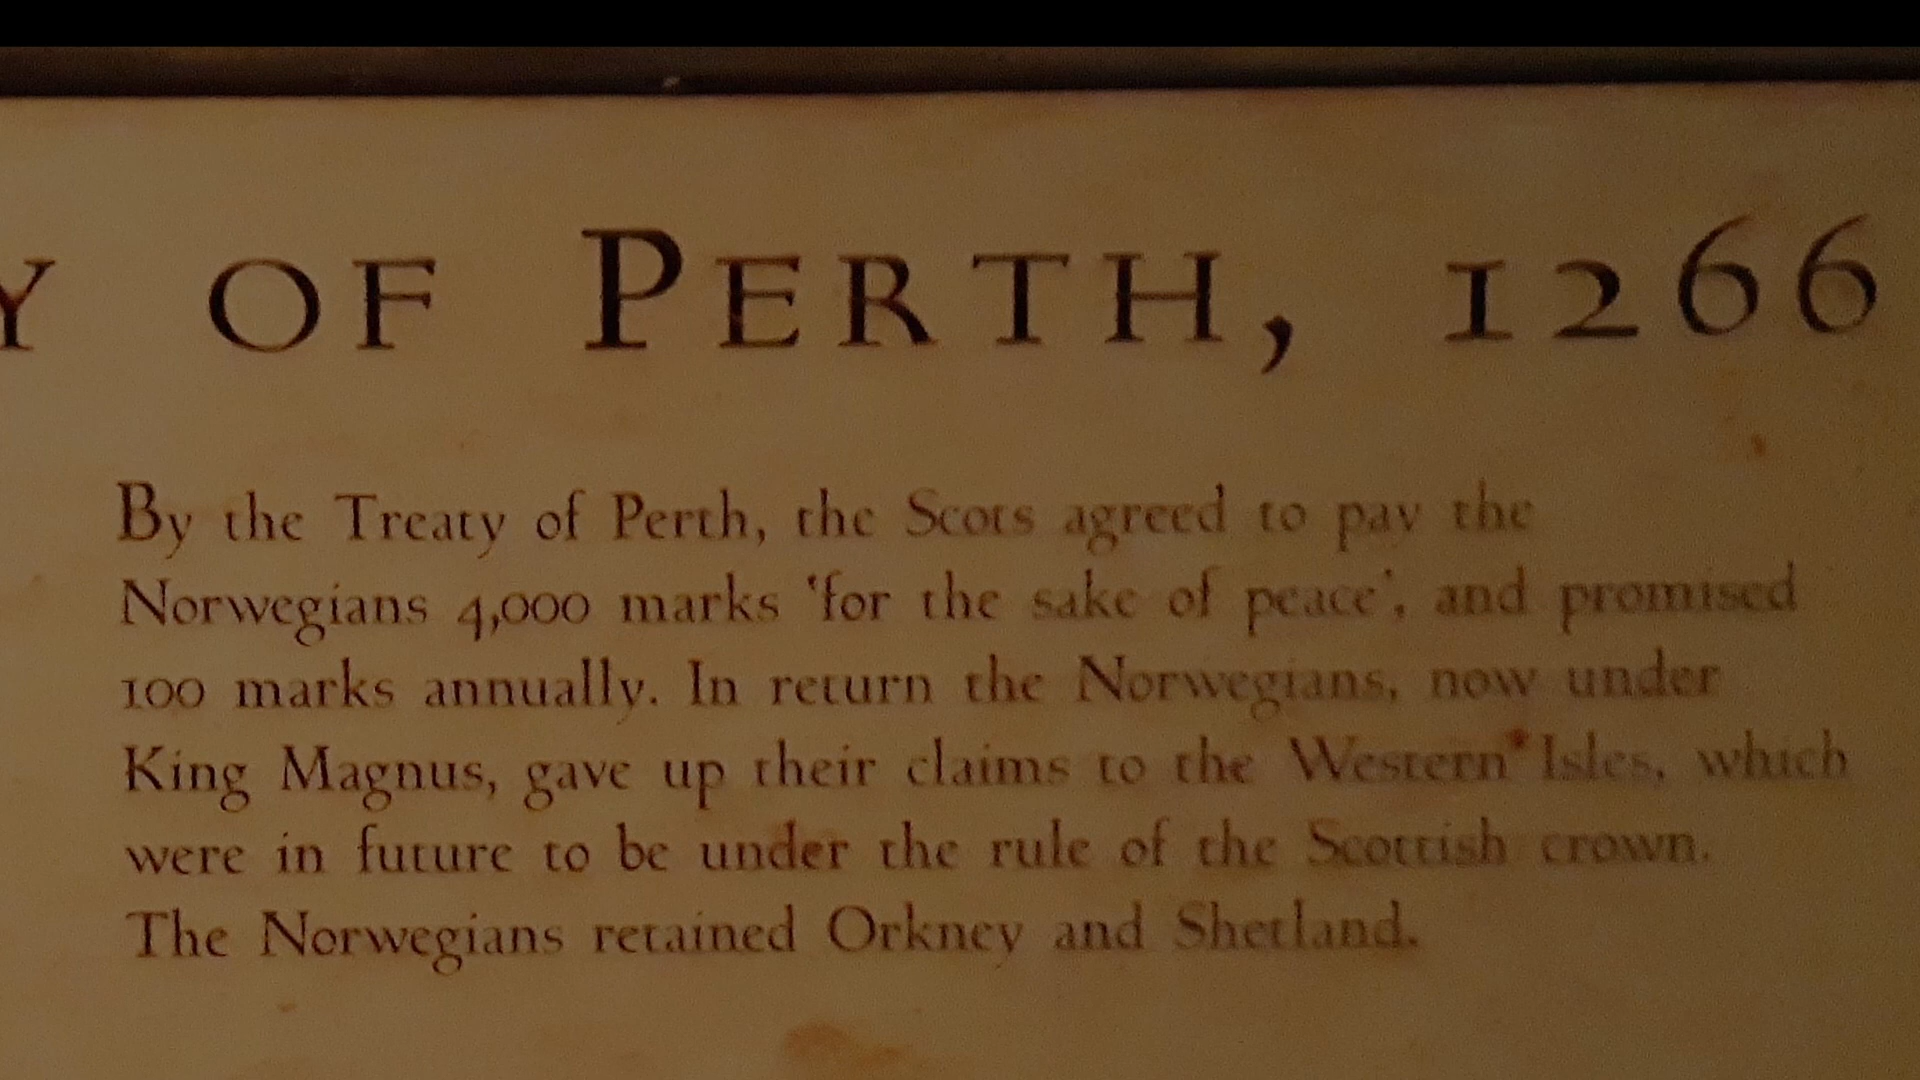 Y OF PERTH, 1266
By the Treaty of Perth, the Scots agreed to pay the
Norwegians 4,000 marks 'for the sake of peace', and promised
100 marks annually. In return the Norwegians, now under
King Magnus, gave up their claims to the Western Isles, which
were in future to be under the rule of the Scottish crown.
The Norwegians retained Orkney and Shetland.